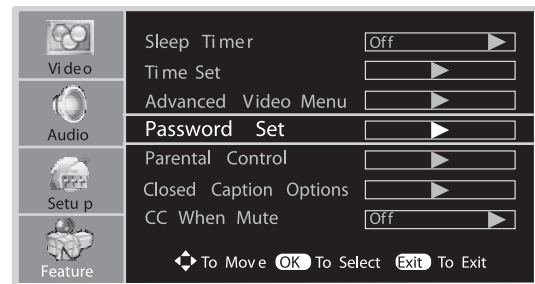 Video
Audio
Setup
Feature
Sleep Timer Off
Time Set
Advanced Video Menu
Password Set
Parental Control
Closed Caption Options
CC When Mute Off
To Move OK To Select Exit To Exit